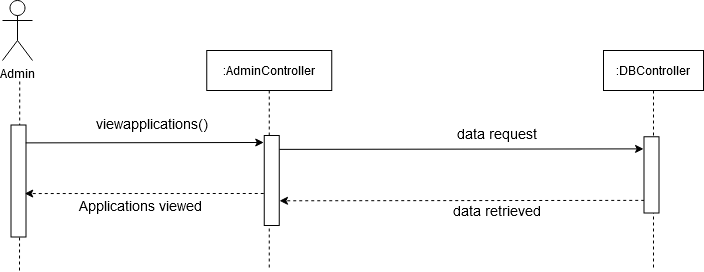 Admin
:AdminController
:DBController
viewapplications()
data request
Applications viewed
data retrieved